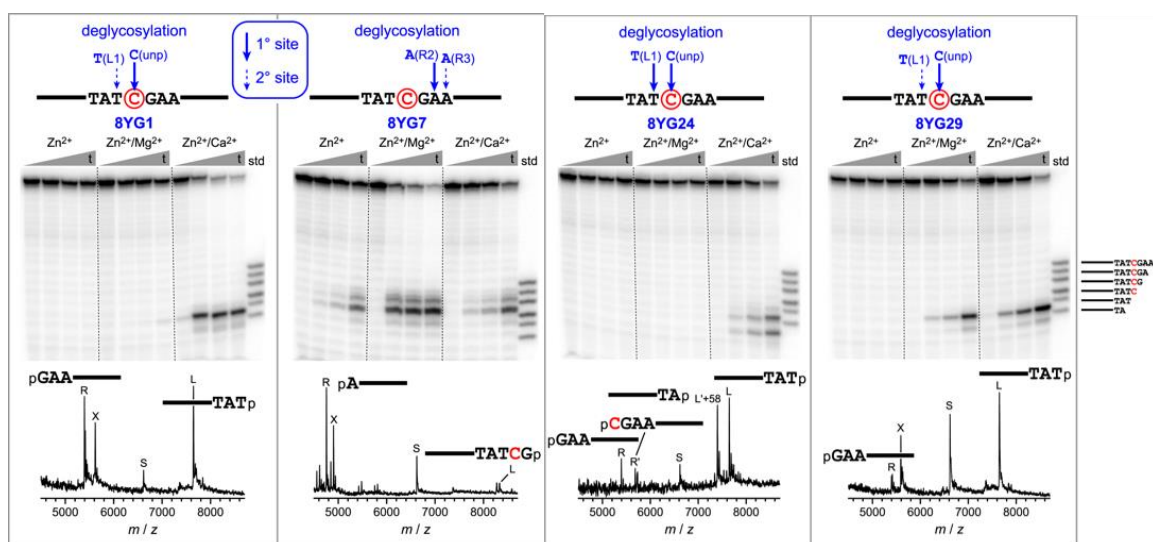 deglycosylation
T(L1) C(unp)
TATCGAA
8YG1
Zn2+ Zn2+/Mg2+ Zn2+/Ca2+
t t t std
1° site
2° site
deglycosylation
A(R2) A(R3)
TATCGAA
8YG7
Zn2+ Zn2+/Mg2+ Zn2+/Ca2+
t t t std
deglycosylation
T(L1) C(unp)
TATCGAA
8YG24
Zn2+ Zn2+/Mg2+ Zn2+/Ca2+
t t t std
deglycosylation
T(L1) C(unp)
TATCGAA
8YG29
Zn2+ Zn2+/Mg2+ Zn2+/Ca2+
t t t std
TATCGAA
TATCGA
TATCG
TATC
TAT
TA
pGAA
R
X
S
L
TATp
5000 6000 7000 8000
m / z
R
pA
X
S
TATCGp
L
5000 6000 7000 8000
m / z
TATp
TAp
L'+58 L
pCGAA
pGAA
R R' S
5000 6000 7000 8000
m / z
TATp
L
S
X
pGAA
R
5000 6000 7000 8000
m / z